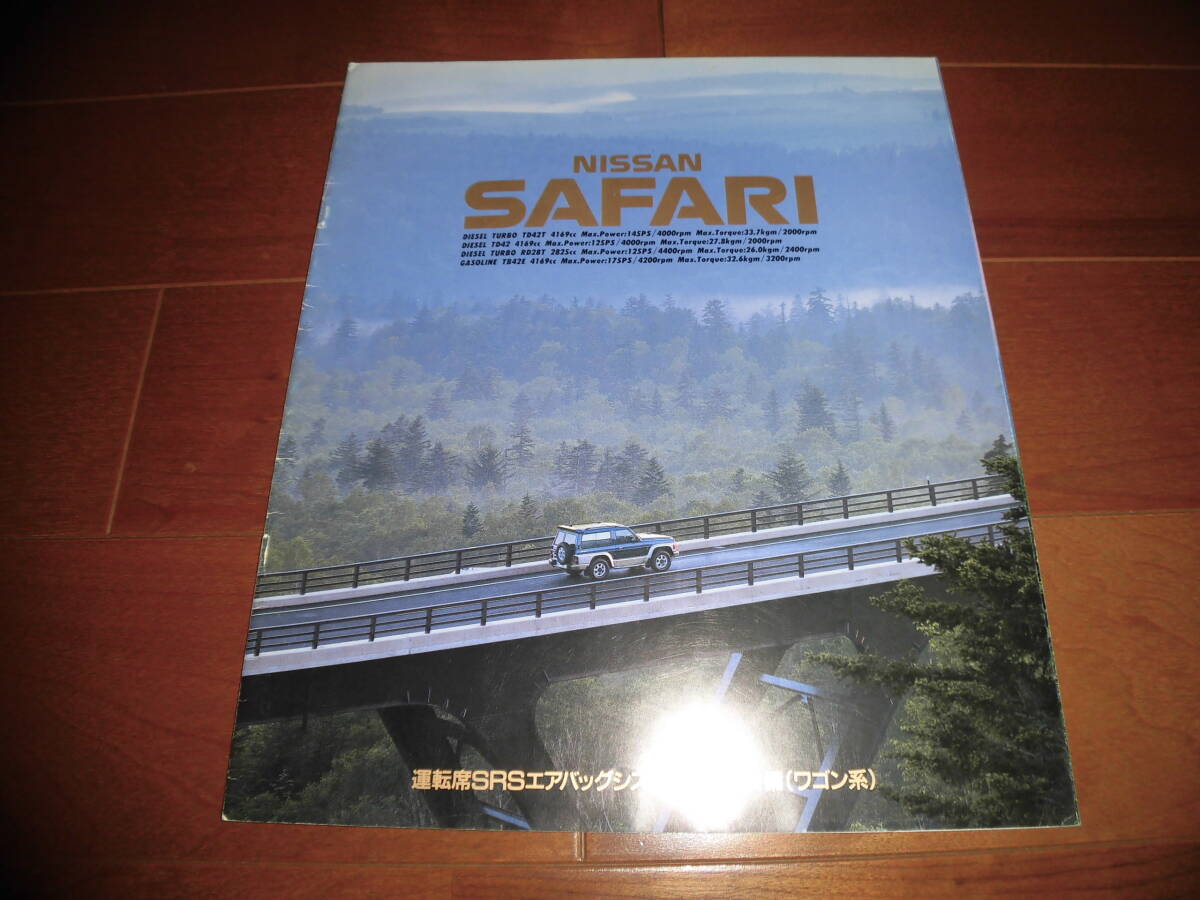 NISSAN
SAFARI
DIESEL TURBO TD42T 4169cc Max.Power:145PS/4000rpm Max.Torque:33.7kgm/2000rpm
DIESEL TD42 4169cc Max.Power:125PS/4000rpm Max.Torque:27.8kgm/2000rpm
DIESEL TURBO RD28T 2825cc Max.Power:125PS/4400rpm Max.Torque:26.0kgm/2400rpm
GASOLINE TB42E 4169cc Max.Power:175PS/4200rpm Max.Torque:32.6kgm/3200rpm
運転席SRSエアバッグシス (ワゴン系)